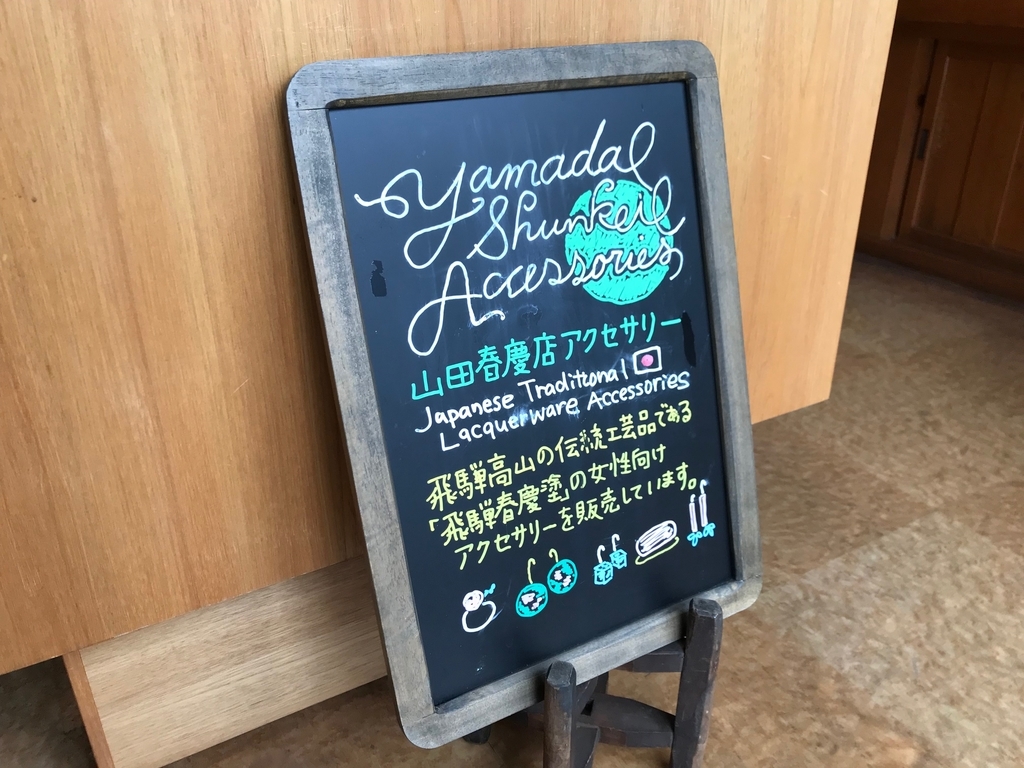 Yamada
Shunkei
Accessories
山田春慶店アクセサリー
Japanese Traditional
Lacquerware Accessories
飛騨高山の伝統工芸品である
「飛騨春慶塗」の女性向け
アクセサリーを販売しています。